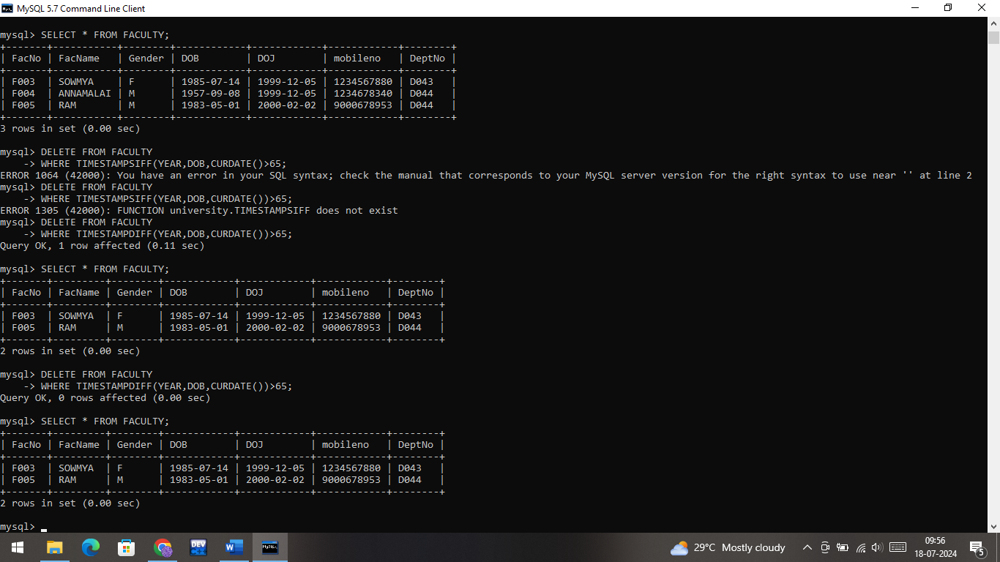 MySQL 5.7 Command Line Client
mysql> SELECT * FROM FACULTY;
+-------+-----------+--------+------------+------------+------------+--------+
| FacNo | FacName   | Gender | DOB        | DOJ        | mobileno   | DeptNo |
+-------+-----------+--------+------------+------------+------------+--------+
| F003  | SOWMYA    | F      | 1985-07-14 | 1999-12-05 | 1234567880 | D043   |
| F004  | ANNAMALAI | M      | 1957-09-08 | 1999-12-05 | 1234678340 | D044   |
| F005  | RAM       | M      | 1983-05-01 | 2000-02-02 | 9000678953 | D044   |
+-------+-----------+--------+------------+------------+------------+--------+
3 rows in set (0.00 sec)
mysql> DELETE FROM FACULTY
    -> WHERE TIMESTAMPSIFF(YEAR,DOB,CURDATE()>65;
ERROR 1064 (42000): You have an error in your SQL syntax; check the manual that corresponds to your MySQL server version for the right syntax to use near '' at line 2
mysql> DELETE FROM FACULTY
    -> WHERE TIMESTAMPSIFF(YEAR,DOB,CURDATE())>65;
ERROR 1305 (42000): FUNCTION university.TIMESTAMPSIFF does not exist
mysql> DELETE FROM FACULTY
    -> WHERE TIMESTAMPDIFF(YEAR,DOB,CURDATE())>65;
Query OK, 1 row affected (0.11 sec)
mysql> SELECT * FROM FACULTY;
+-------+---------+--------+------------+------------+------------+--------+
| FacNo | FacName | Gender | DOB        | DOJ        | mobileno   | DeptNo |
+-------+---------+--------+------------+------------+------------+--------+
| F003  | SOWMYA  | F      | 1985-07-14 | 1999-12-05 | 1234567880 | D043   |
| F005  | RAM     | M      | 1983-05-01 | 2000-02-02 | 9000678953 | D044   |
+-------+---------+--------+------------+------------+------------+--------+
2 rows in set (0.00 sec)
mysql> DELETE FROM FACULTY
    -> WHERE TIMESTAMPDIFF(YEAR,DOB,CURDATE())>65;
Query OK, 0 rows affected (0.00 sec)
mysql> SELECT * FROM FACULTY;
+-------+---------+--------+------------+------------+------------+--------+
| FacNo | FacName | Gender | DOB        | DOJ        | mobileno   | DeptNo |
+-------+---------+--------+------------+------------+------------+--------+
| F003  | SOWMYA  | F      | 1985-07-14 | 1999-12-05 | 1234567880 | D043   |
| F005  | RAM     | M      | 1983-05-01 | 2000-02-02 | 9000678953 | D044   |
+-------+---------+--------+------------+------------+------------+--------+
2 rows in set (0.00 sec)
mysql> _
DEV
29°C Mostly cloudy
09:56
18-07-2024
5